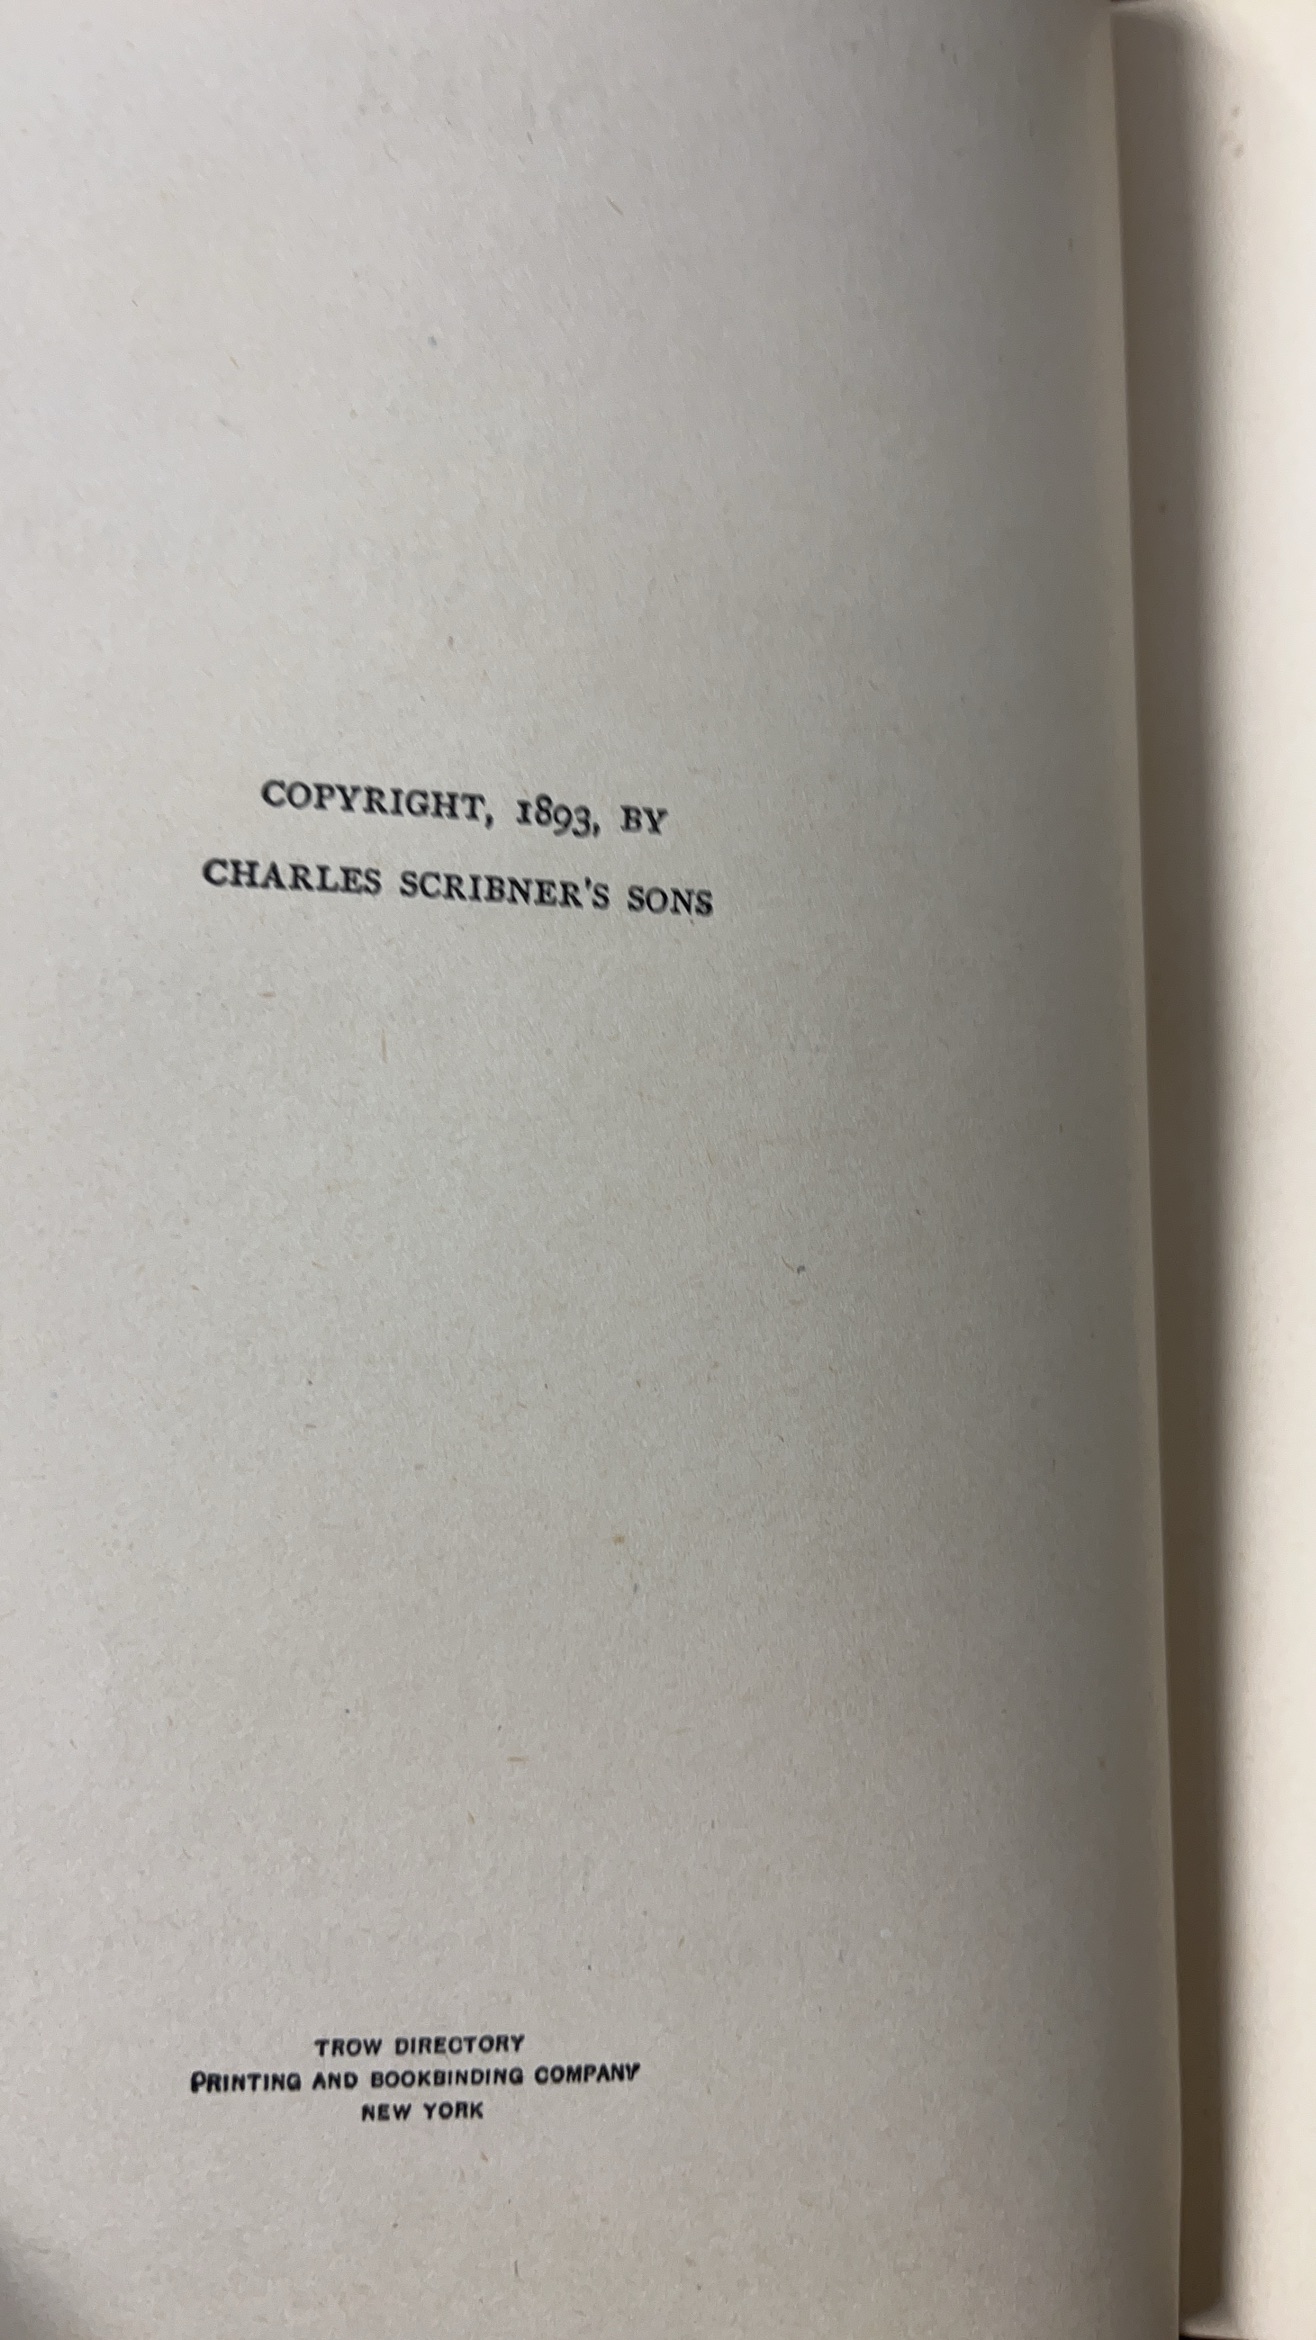 COPYRIGHT, 1893, BY
CHARLES SCRIBNER'S SONS
TROW DIRECTORY
PRINTING AND BOOKBINDING COMPANY
NEW YORK